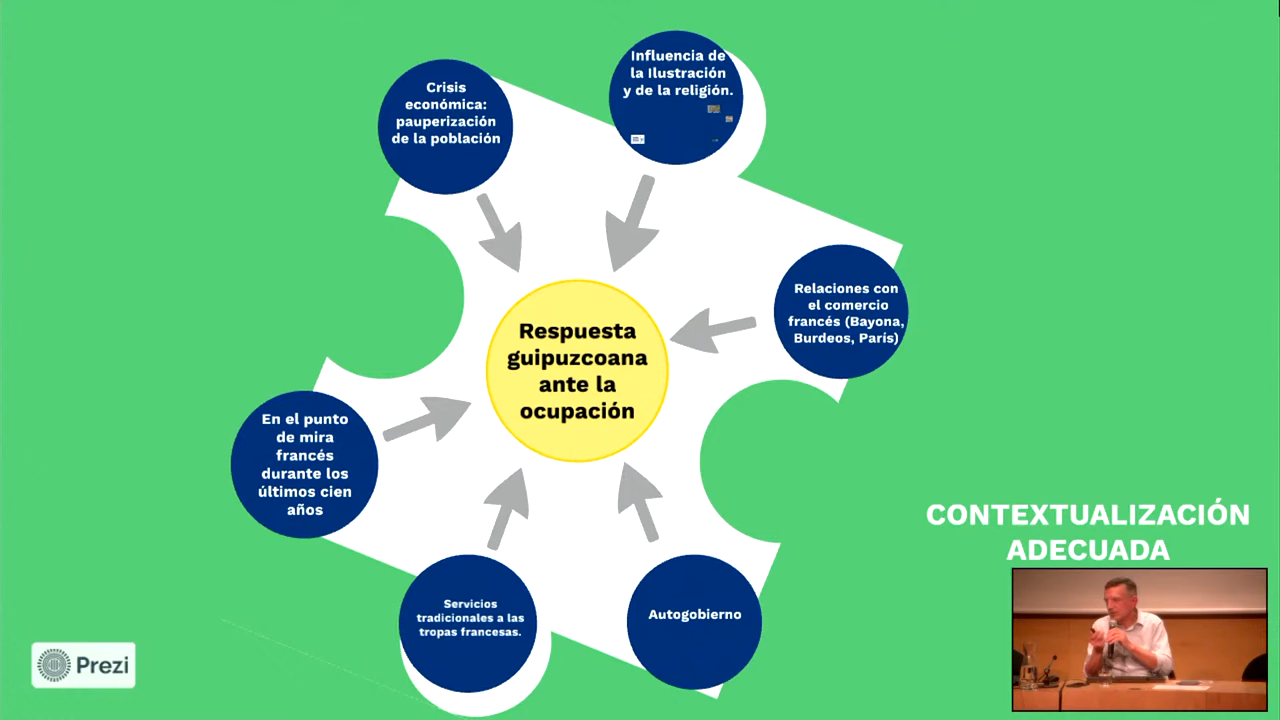 Crisis
económica:
pauperización
de la población
Influencia de
la Ilustración
y de la religión.
Relaciones con
el comercio
francés (Bayona,
Burdeos, París)
Respuesta
guipuzcoana
ante la
ocupación
En el punto
de mira
francés
durante los
últimos cien
años
Servicios
tradicionales a las
tropas francesas.
Autogobierno
CONTEXTUALIZACIÓN
ADECUADA
Prezi